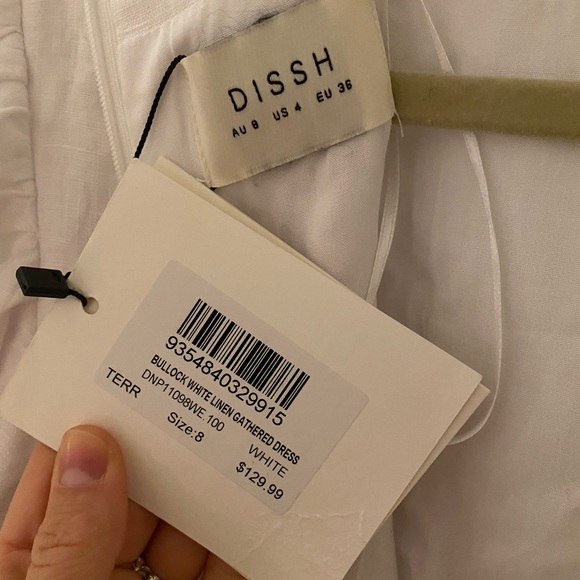 DISSH
AU 8 US 4 EU 36
9354840329915
BULLOCK WHITE LINEN GATHERED DRESS
DNP11098WE.100
TERR WHITE
Size:8 $129.99